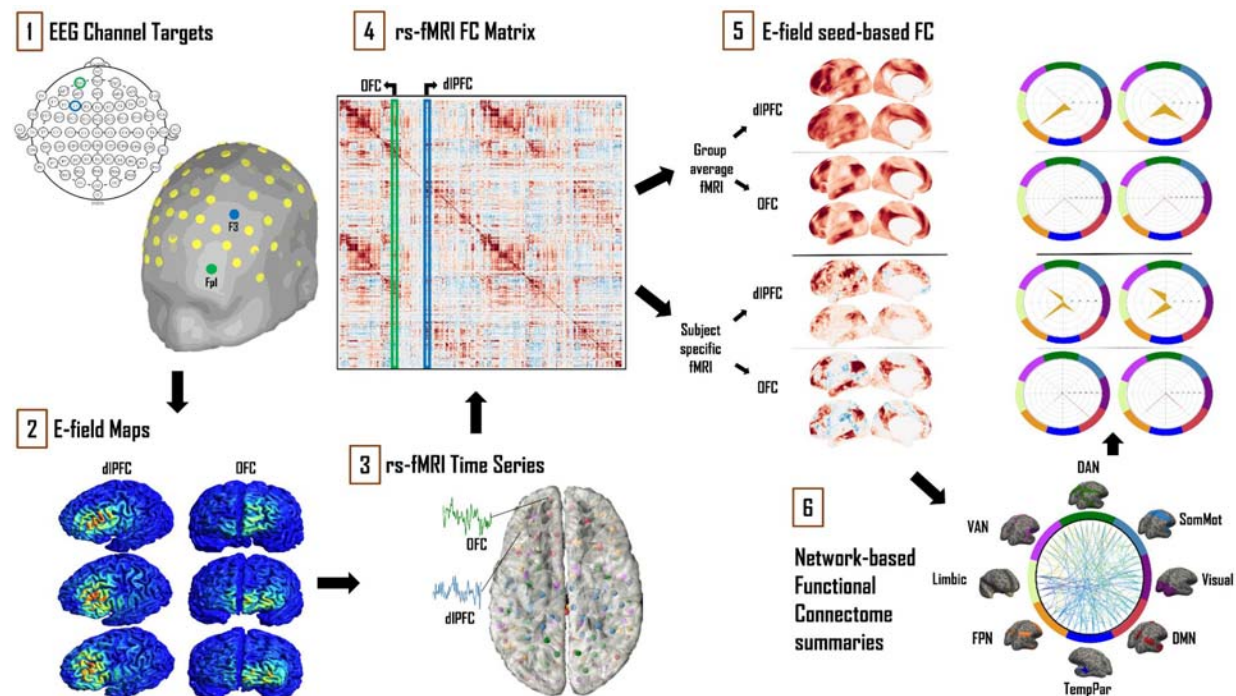 1 EEG Channel Targets
F3
Fp1
2 E-field Maps
dlPFC
OFC
3 rs-fMRI Time Series
OFC
dlPFC
4 rs-fMRI FC Matrix
OFC
dlPFC
5 E-field seed-based FC
Group
average
fMRI
dlPFC
OFC
Subject
specific
fMRI
dlPFC
OFC
6
Network-based
Functional
Connectome
summaries
DAN
VAN
SomMot
Limbic
Visual
FPN
DMN
TempPar